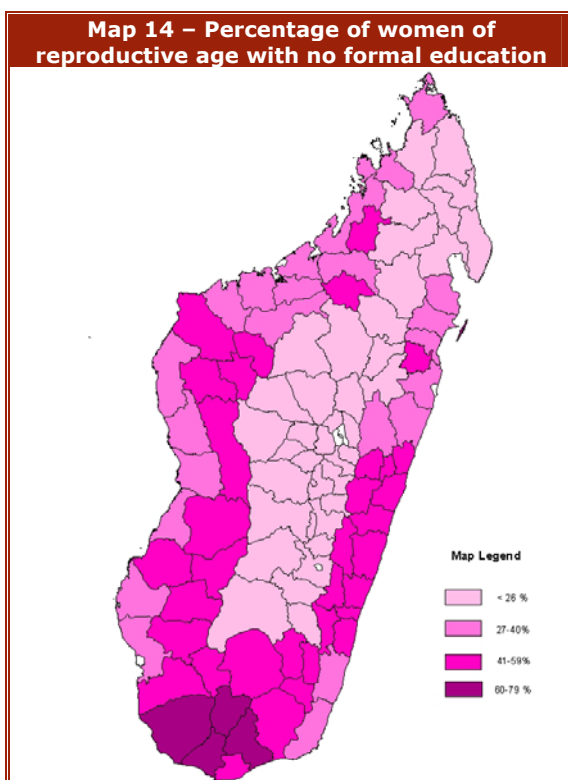 Map 14 – Percentage of women of
reproductive age with no formal education
Map Legend
< 26 %
27-40%
41-59%
60-79 %